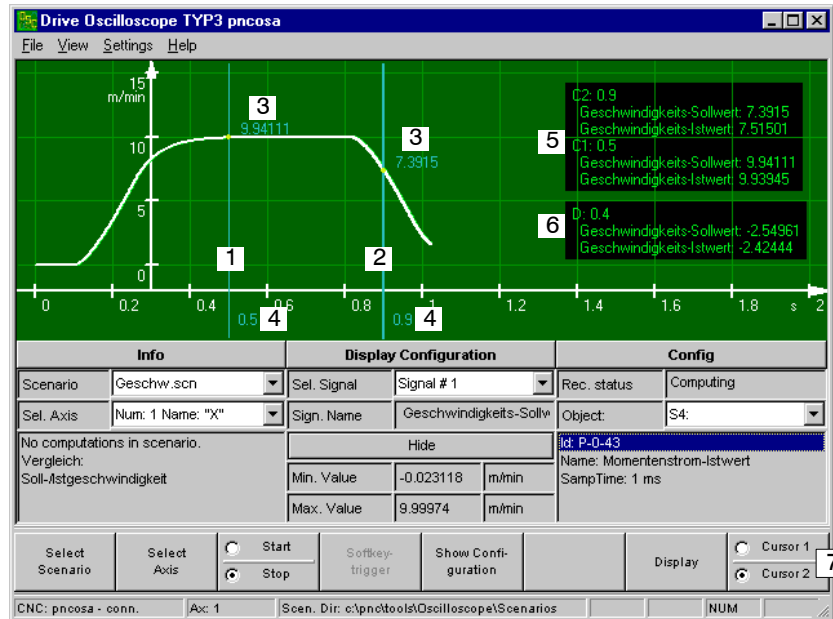 Drive Oscilloscope TYP3 pncosa
File View Settings Help
15
m/min
10
5
0
3
9.94111
3
7.3915
5
C2: 0.9
Geschwindigkeits-Sollwert: 7.3915
Geschwindigkeits-Istwert: 7.51501
C1: 0.5
Geschwindigkeits-Sollwert: 9.94111
Geschwindigkeits-Istwert: 9.93945
6
D: 0.4
Geschwindigkeits-Sollwert: -2.54961
Geschwindigkeits-Istwert: -2.42444
1
2
0 0.2 0.4 0.6 0.8 1 1.2 1.4 1.6 1.8 s 2
0.5 4
0.9 4
Info Display Configuration Config
Scenario Geschw.scn Sel. Signal Signal # 1 Rec. status Computing
Sel. Axis Num: 1 Name: "X" Sign. Name Geschwindigkeits-Sollw Object: S4:
No computations in scenario.
Vergleich:
Soll-/Istgeschwindigkeit
Hide
Min. Value -0.023118 m/min
Max. Value 9.99974 m/min
Id: P-0-43
Name: Momentenstrom-Istwert
SampTime: 1 ms
Select
Scenario
Select
Axis
Start
Stop
Softkey-
trigger
Show Confi-
guration
Display
Cursor 1
Cursor 2
7
CNC: pncosa - conn. Ax: 1 Scen. Dir: c:\pnc\tools\Oscilloscope\Scenarios NUM